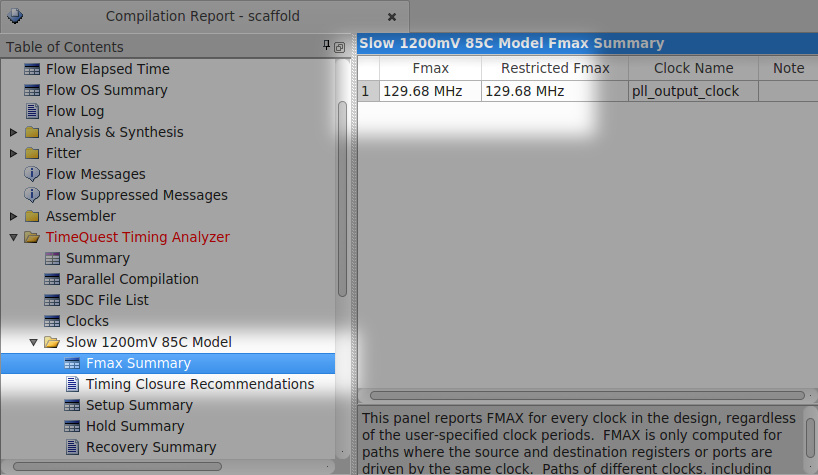 Compilation Report - scaffold
Table of Contents
Flow Elapsed Time
Flow OS Summary
Flow Log
Analysis & Synthesis
Fitter
Flow Messages
Flow Suppressed Messages
Assembler
TimeQuest Timing Analyzer
Summary
Parallel Compilation
SDC File List
Clocks
Slow 1200mV 85C Model
Fmax Summary
Timing Closure Recommendations
Setup Summary
Hold Summary
Recovery Summary
Slow 1200mV 85C Model Fmax Summary
Fmax Restricted Fmax Clock Name Note
1 129.68 MHz 129.68 MHz pll_output_clock
This panel reports FMAX for every clock in the design, regardless
of the user-specified clock periods.  FMAX is only computed for
paths where the source and destination registers or ports are
driven by the same clock.  Paths of different clocks, including